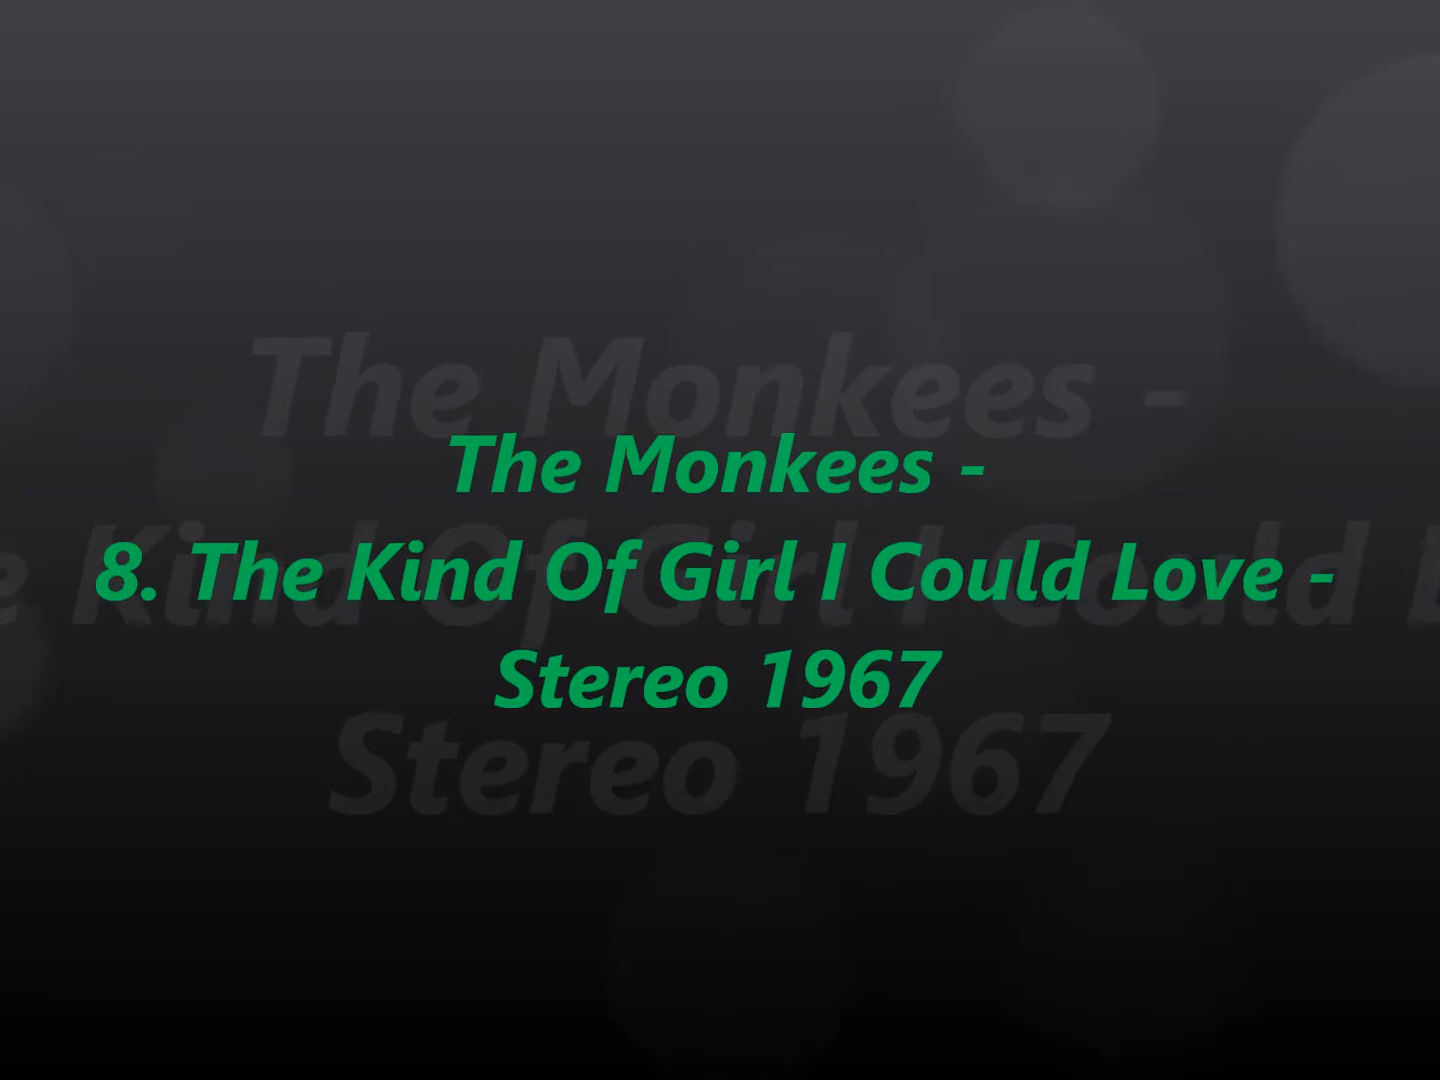 The Monkees -
8. The Kind Of Girl I Could Love -
Stereo 1967